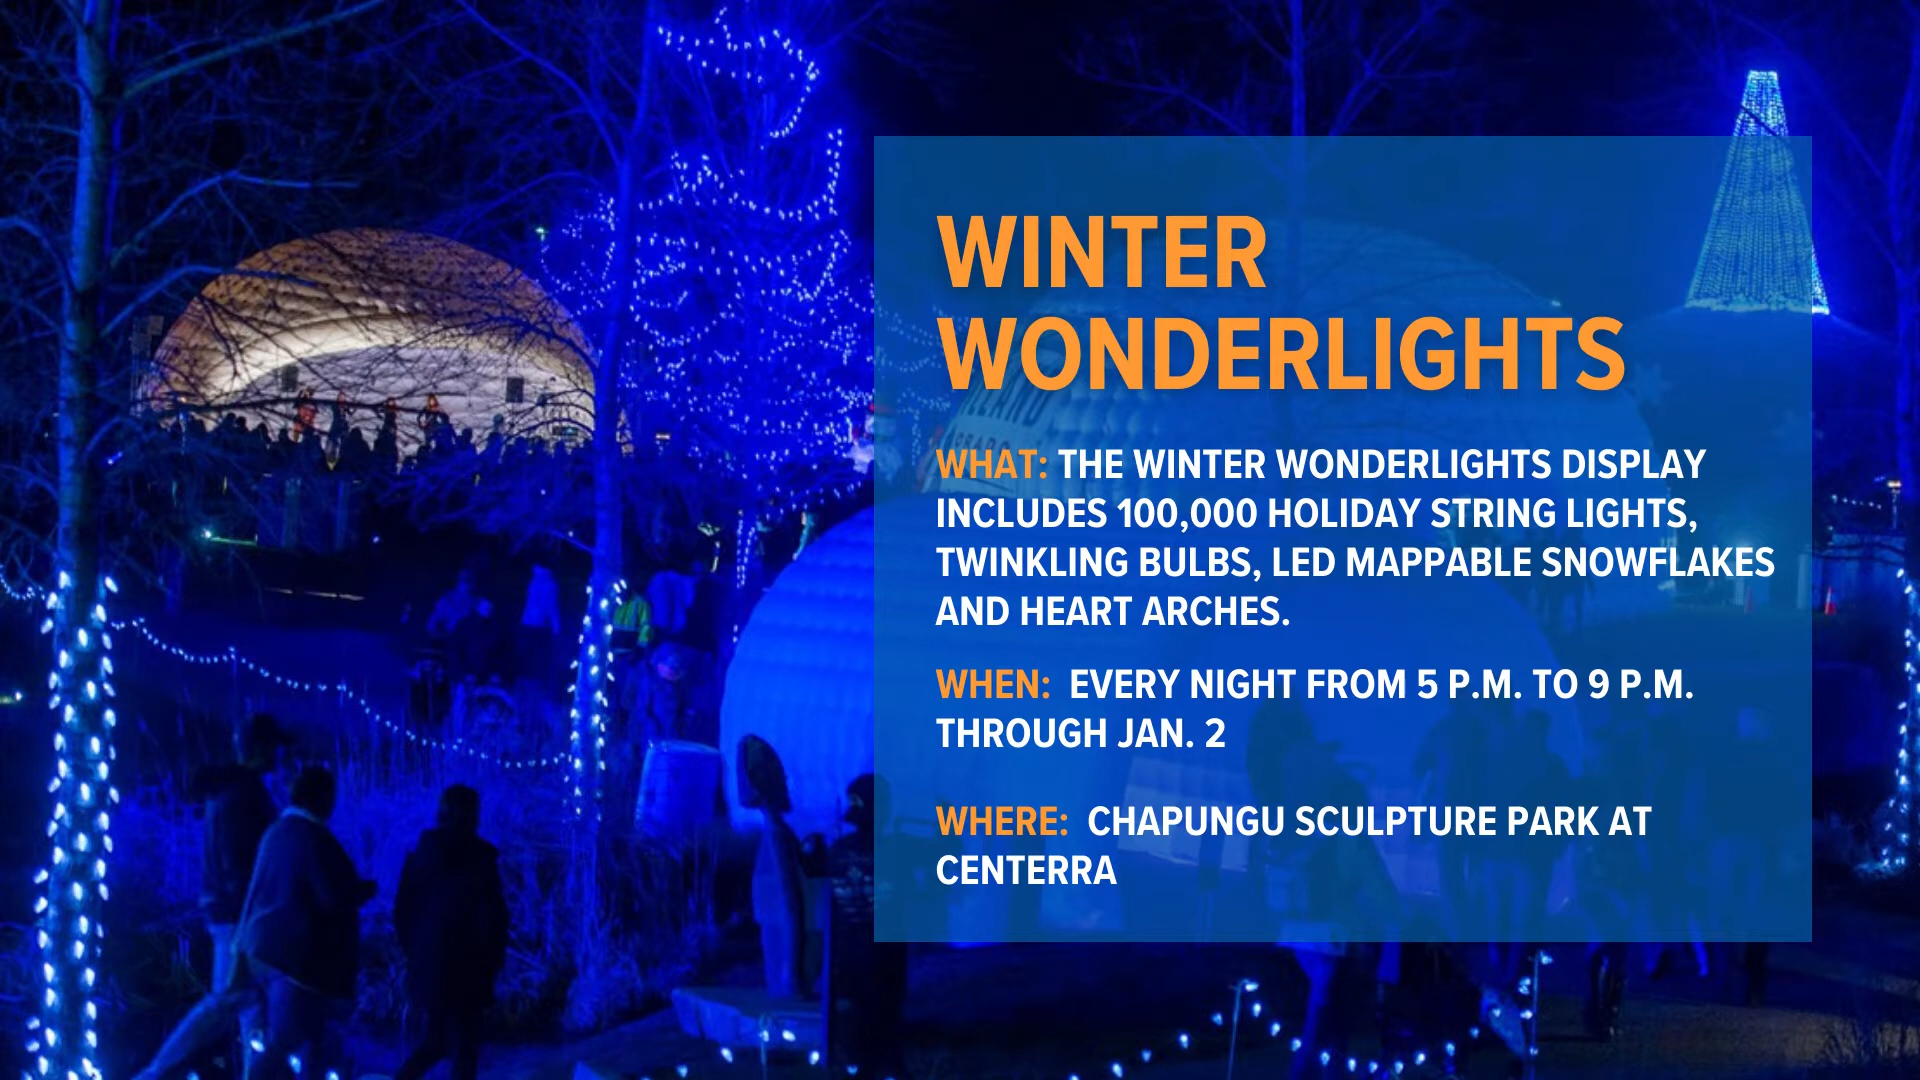 WINTER
WONDERLIGHTS
WHAT: THE WINTER WONDERLIGHTS DISPLAY
INCLUDES 100,000 HOLIDAY STRING LIGHTS,
TWINKLING BULBS, LED MAPPABLE SNOWFLAKES
AND HEART ARCHES.
WHEN: EVERY NIGHT FROM 5 P.M. TO 9 P.M.
THROUGH JAN. 2
WHERE: CHAPUNGU SCULPTURE PARK AT
CENTERRA